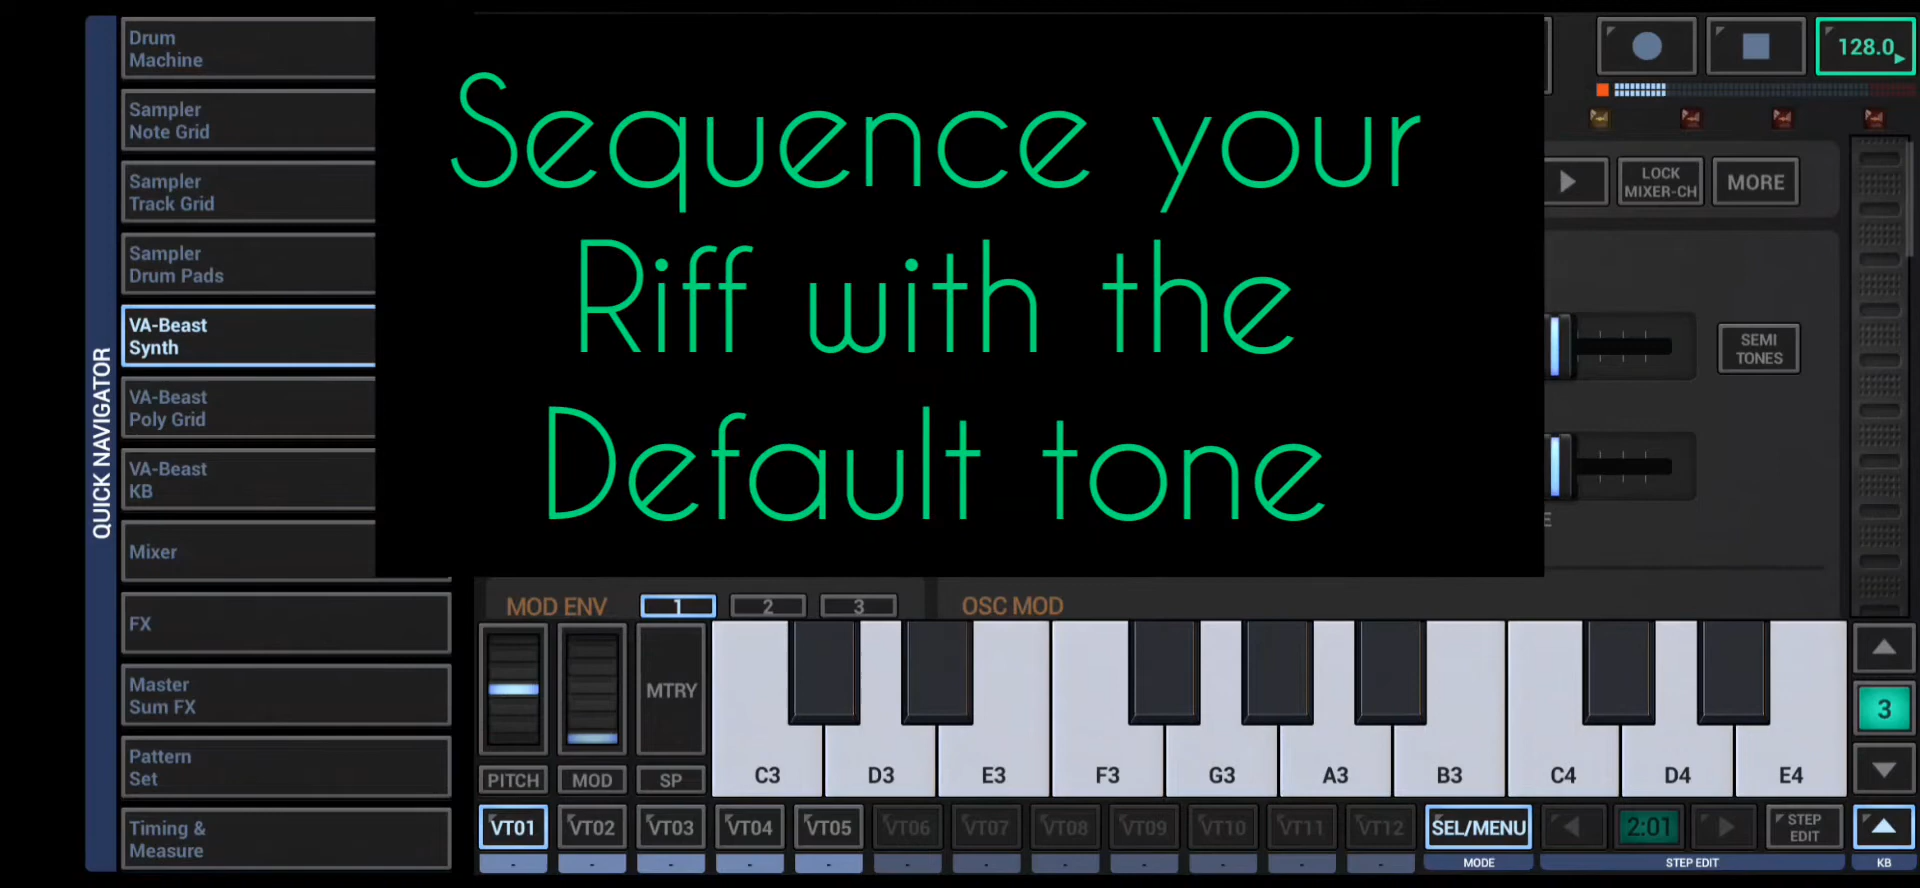 QUICK NAVIGATOR
Drum
Machine
Sampler
Note Grid
Sampler
Track Grid
Sampler
Drum Pads
VA-Beast
Synth
VA-Beast
Poly Grid
VA-Beast
KB
Mixer
FX
Master
Sum FX
Pattern
Set
Timing &
Measure
Sequence your
Riff with the
Default tone
128.0
LOCK
MIXER-CH
MORE
SEMI
TONES
MOD ENV 1 2 3
OSC MOD
MTRY
PITCH MOD SP
C3 D3 E3 F3 G3 A3 B3 C4 D4 E4
3
VT01 VT02 VT03 VT04 VT05 VT06 VT07 VT08 VT09 VT10 VT11 VT12
SEL/MENU
2:01
STEP
EDIT
- - - - - - - - - - - -
MODE
STEP EDIT
KB